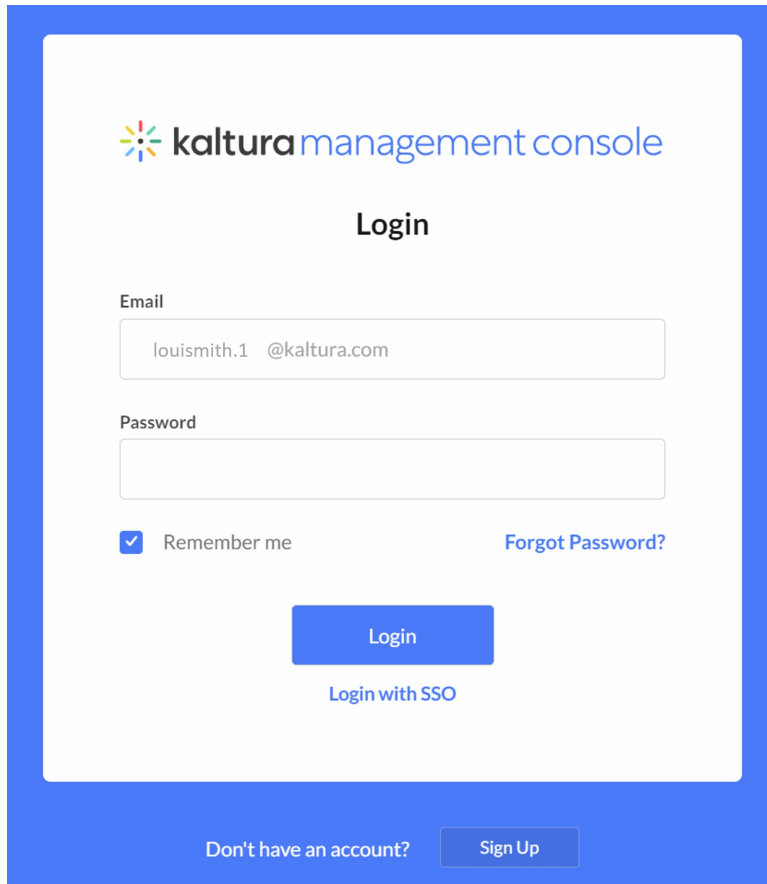 kaltura management console
Login
Email
louismith.1 @kaltura.com
Password
Remember me Forgot Password?
Login
Login with SSO
Don't have an account? Sign Up